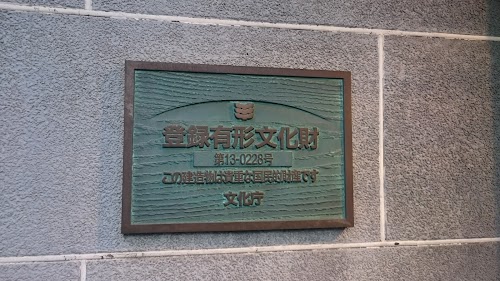 登録有形文化財
第13-0228号
この建造物は貴重な国民的財産です
文化庁